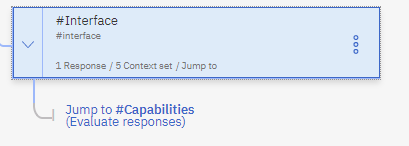 #Interface
#interface
1 Response / 5 Context set / Jump to
Jump to #Capabilities
(Evaluate responses)